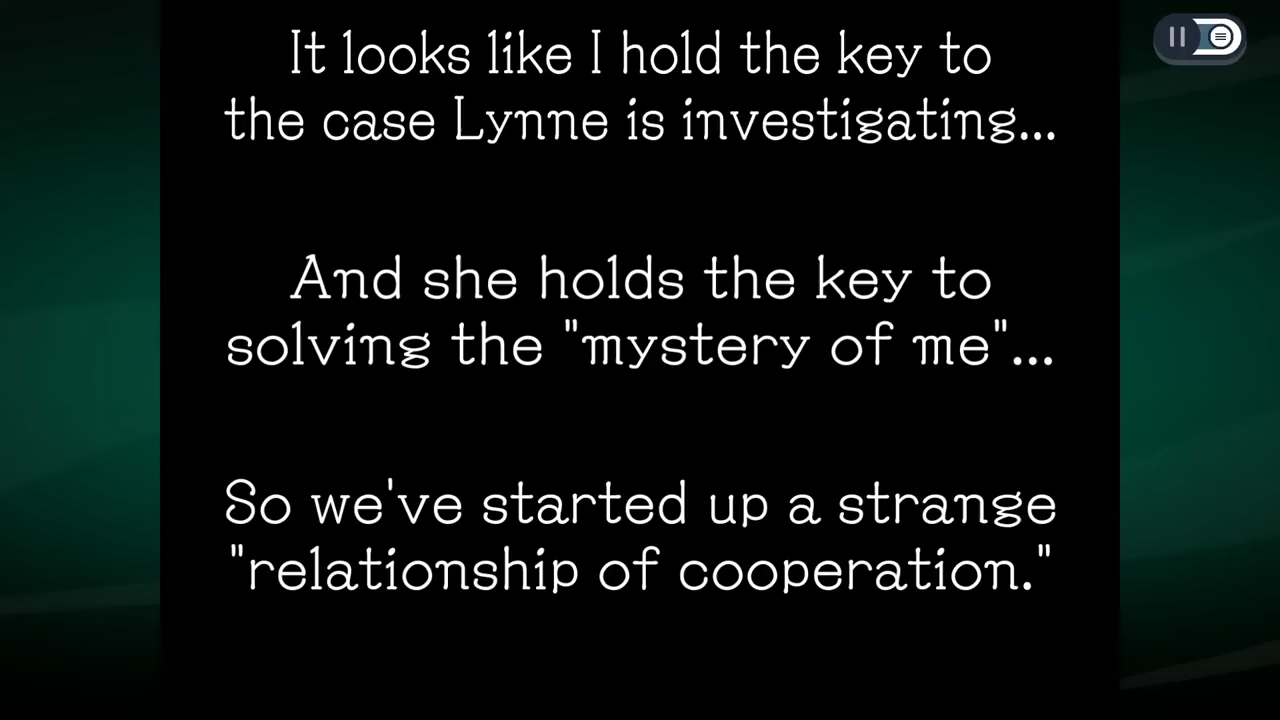 It looks like I hold the key to
the case Lynne is investigating...
And she holds the key to
solving the "mystery of me"...
So we've started up a strange
"relationship of cooperation."